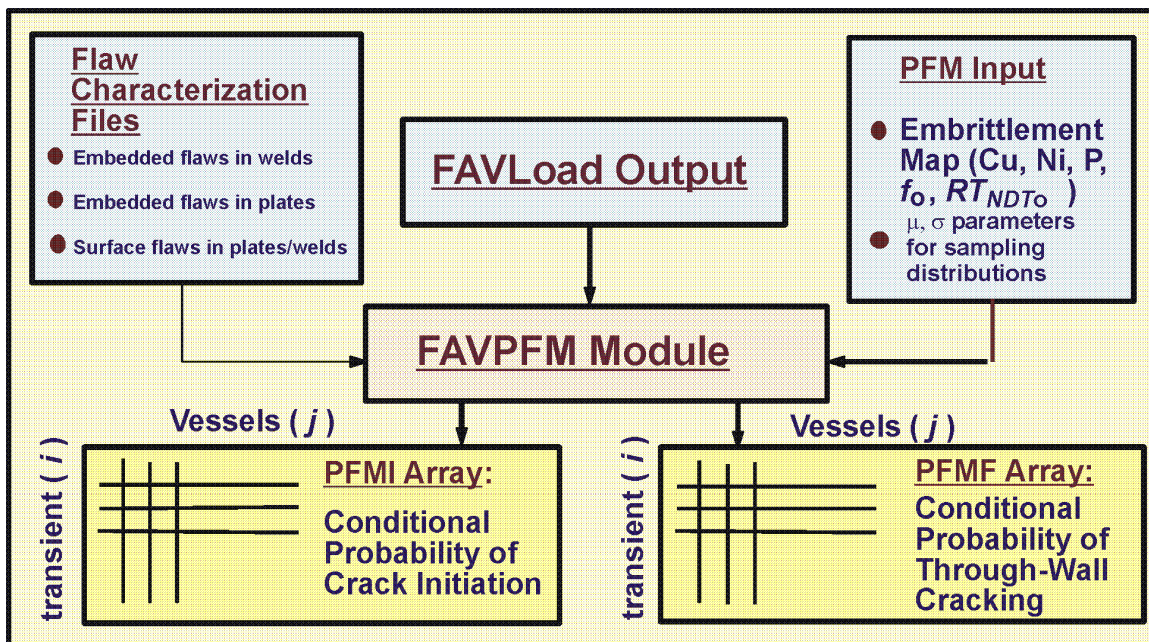 Flaw
Characterization
Files
Embedded flaws in welds
Embedded flaws in plates
Surface flaws in plates/welds
FAVLoad Output
PFM Input
Embrittlement
Map (Cu, Ni, P,
fo, RTNDTo )
μ, σ parameters
for sampling
distributions
FAVPFM Module
Vessels ( j )
transient ( i )
PFMI Array:
Conditional
Probability of
Crack Initiation
Vessels ( j )
transient ( i )
PFMF Array:
Conditional
Probability of
Through-Wall
Cracking